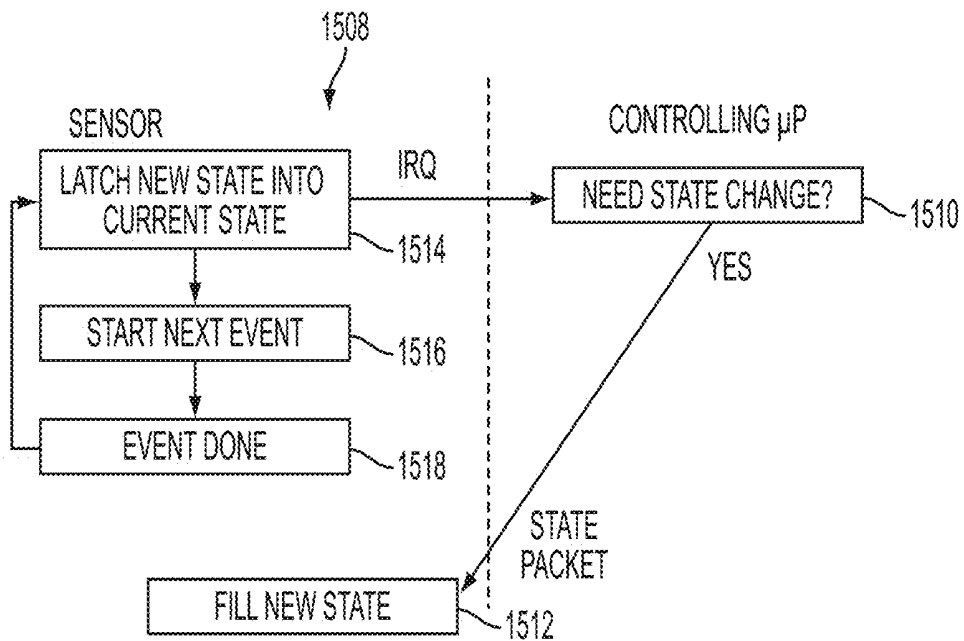 1508
SENSOR
CONTROLLING µP
LATCH NEW STATE INTO
CURRENT STATE
IRQ
NEED STATE CHANGE?
1510
1514
YES
START NEXT EVENT
1516
EVENT DONE
1518
STATE
PACKET
FILL NEW STATE
1512